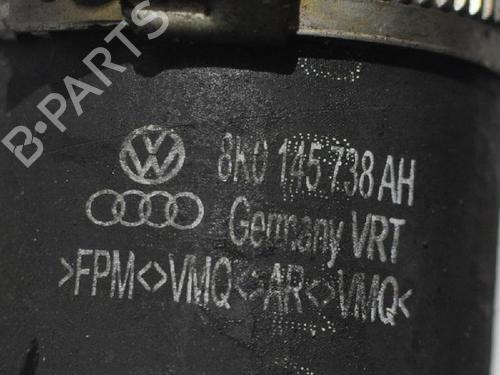 B-PARTS
8K0 145 738 AH
Germany VRT
>FPM<>VMQ<>AR<>VMQ<